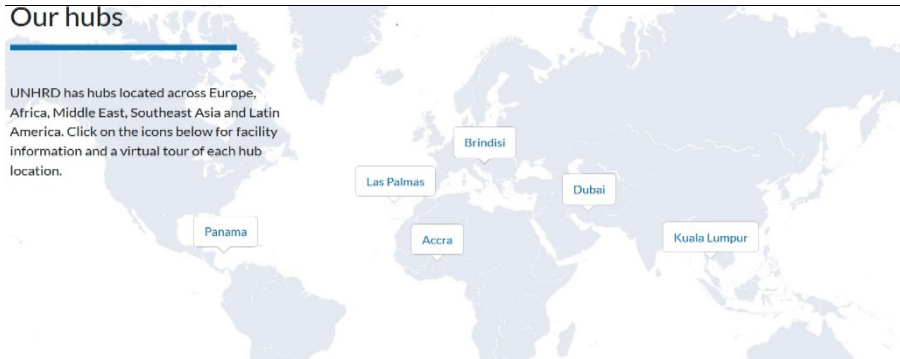 Our hubs
UNHRD has hubs located across Europe,
Africa, Middle East, Southeast Asia and Latin
America. Click on the icons below for facility
information and a virtual tour of each hub
location.
Brindisi
Las Palmas
Dubai
Panama
Accra
Kuala Lumpur